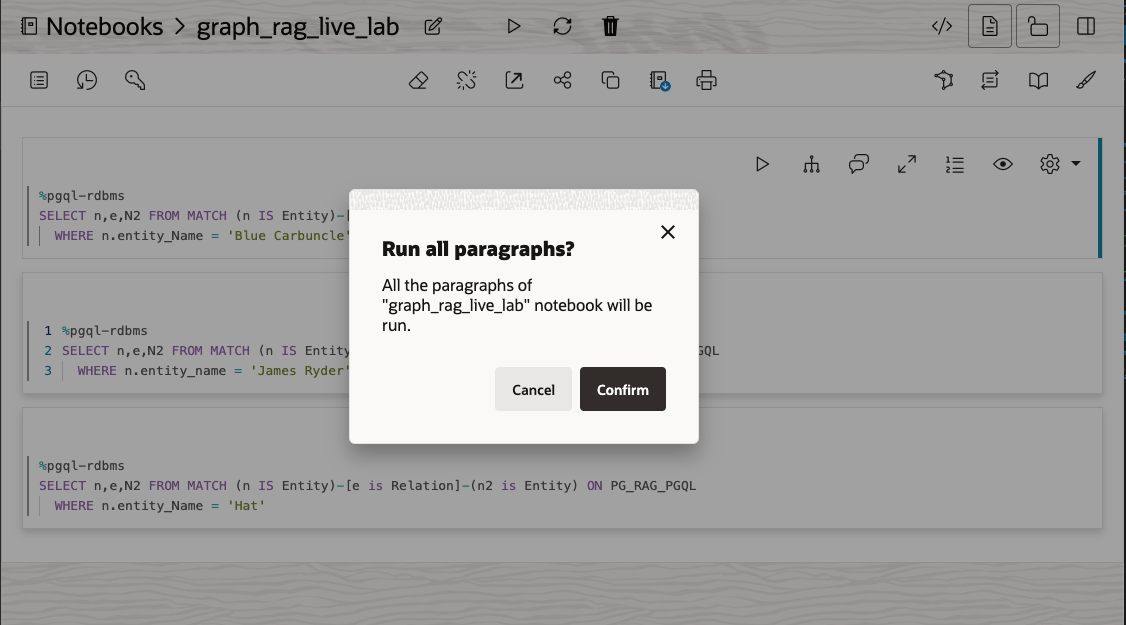 Notebooks > graph_rag_live_lab
%pgql-rdbms
SELECT n,e,N2 FROM MATCH (n IS Entity)-
WHERE n.entity_Name = 'Blue Carbuncle'
Run all paragraphs?
All the paragraphs of
"graph_rag_live_lab" notebook will be
run.
Cancel Confirm
1 %pgql-rdbms
2 SELECT n,e,N2 FROM MATCH (n IS Entity GQL
3 WHERE n.entity_name = 'James Ryder'
%pgql-rdbms
SELECT n,e,N2 FROM MATCH (n IS Entity)-[e is Relation]-(n2 is Entity) ON PG_RAG_PGQL
WHERE n.entity_Name = 'Hat'